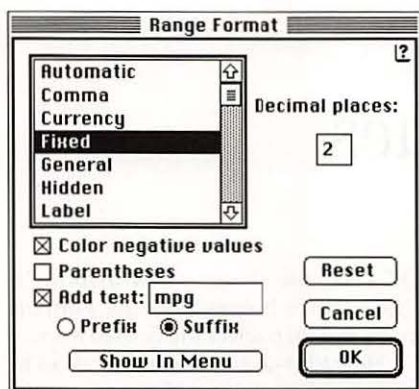 Range Format
?
Automatic
Comma
Currency
Fixed
General
Hidden
Label
Decimal places:
2
Color negative values
Parentheses
Add text: mpg
Prefix Suffix
Show In Menu
Reset
Cancel
OK